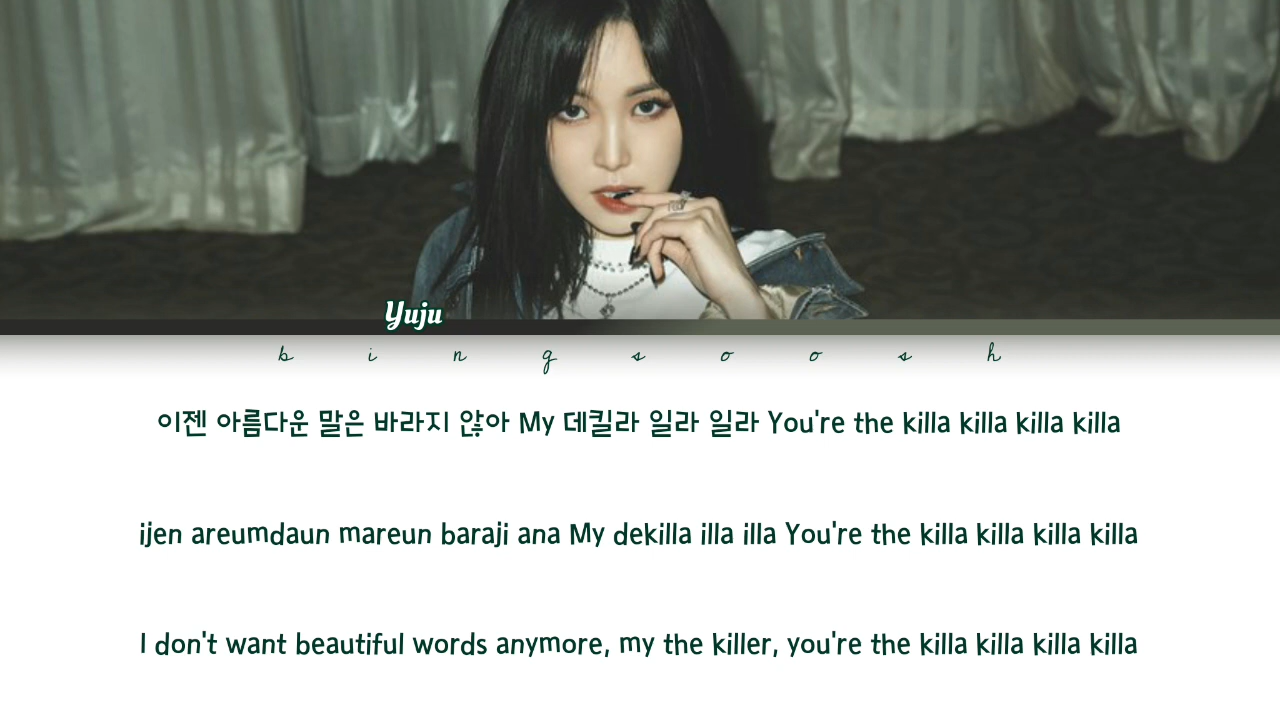 Yuju
bingsoosh
이젠 아름다운 말은 바라지 않아 My 데킬라 일라 일라 You're the killa killa killa killa
ijen areumdaun mareun baraji ana My dekilla illa illa You're the killa killa killa killa
I don't want beautiful words anymore, my the killer, you're the killa killa killa killa